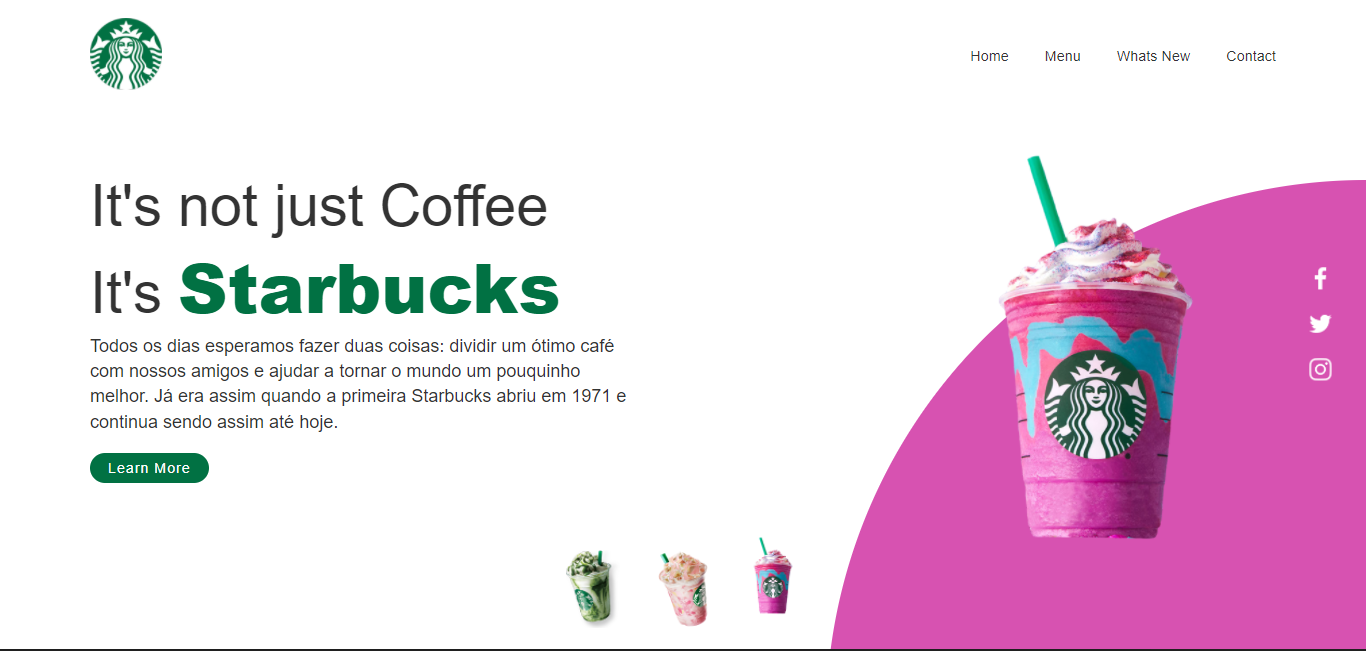 Home Menu Whats New Contact
It's not just Coffee
It's Starbucks
Todos os dias esperamos fazer duas coisas: dividir um ótimo café
com nossos amigos e ajudar a tornar o mundo um pouquinho
melhor. Já era assim quando a primeira Starbucks abriu em 1971 e
continua sendo assim até hoje.
Learn More